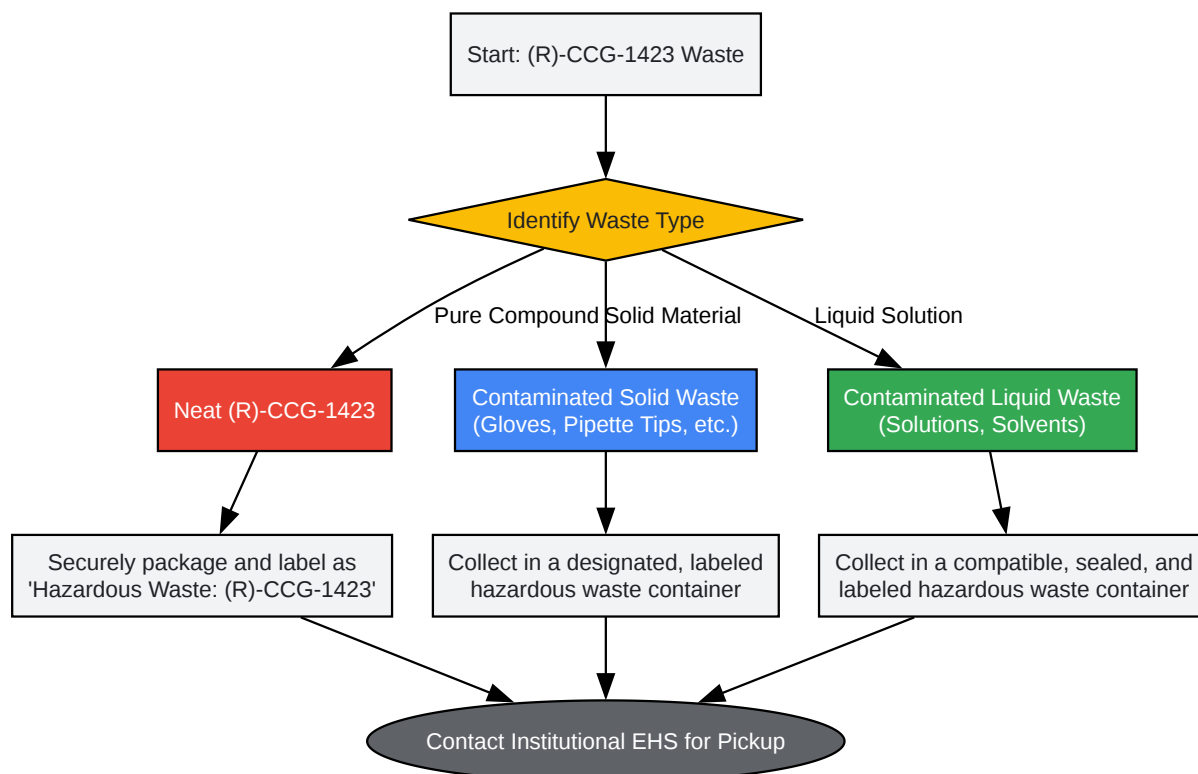 Start: (R)-CCG-1423 Waste
Identify Waste Type
Pure Compound
Solid Material
Liquid Solution
Neat (R)-CCG-1423
Contaminated Solid Waste
(Gloves, Pipette Tips, etc.)
Contaminated Liquid Waste
(Solutions, Solvents)
Securely package and label as
'Hazardous Waste: (R)-CCG-1423'
Collect in a designated, labeled
hazardous waste container
Collect in a compatible, sealed, and
labeled hazardous waste container
Contact Institutional EHS for Pickup